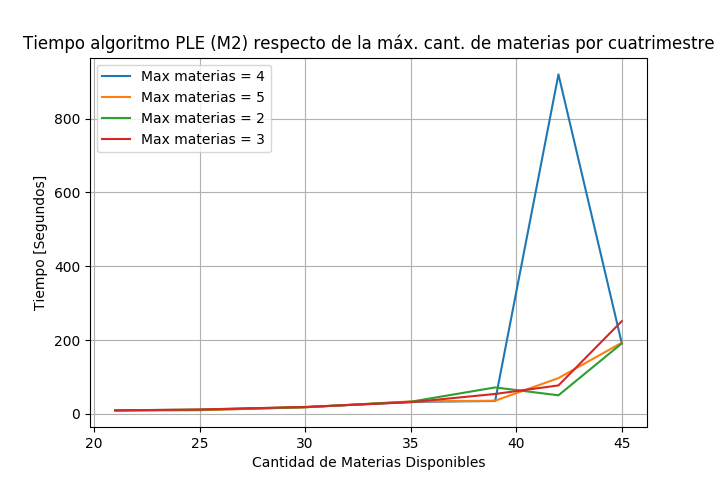 Tiempo algoritmo PLE (M2) respecto de la máx. cant. de materias por cuatrimestre
Max materias = 4
Max materias = 5
Max materias = 2
Max materias = 3
800
600
400
200
0
Tiempo [Segundos]
20 25 30 35 40 45
Cantidad de Materias Disponibles